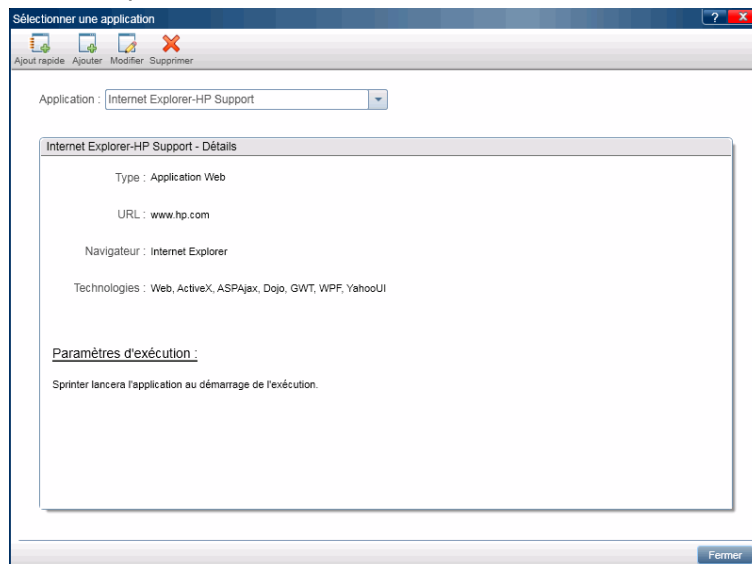 Sélectionner une application
? X
Ajout rapide Ajouter Modifier Supprimer
Application : Internet Explorer-HP Support
Internet Explorer-HP Support - Détails
Type : Application Web
URL : www.hp.com
Navigateur : Internet Explorer
Technologies : Web, ActiveX, ASPAjax, Dojo, GWT, WPF, YahooUI
Paramètres d'exécution :
Sprinter lancera l'application au démarrage de l'exécution.
Fermer